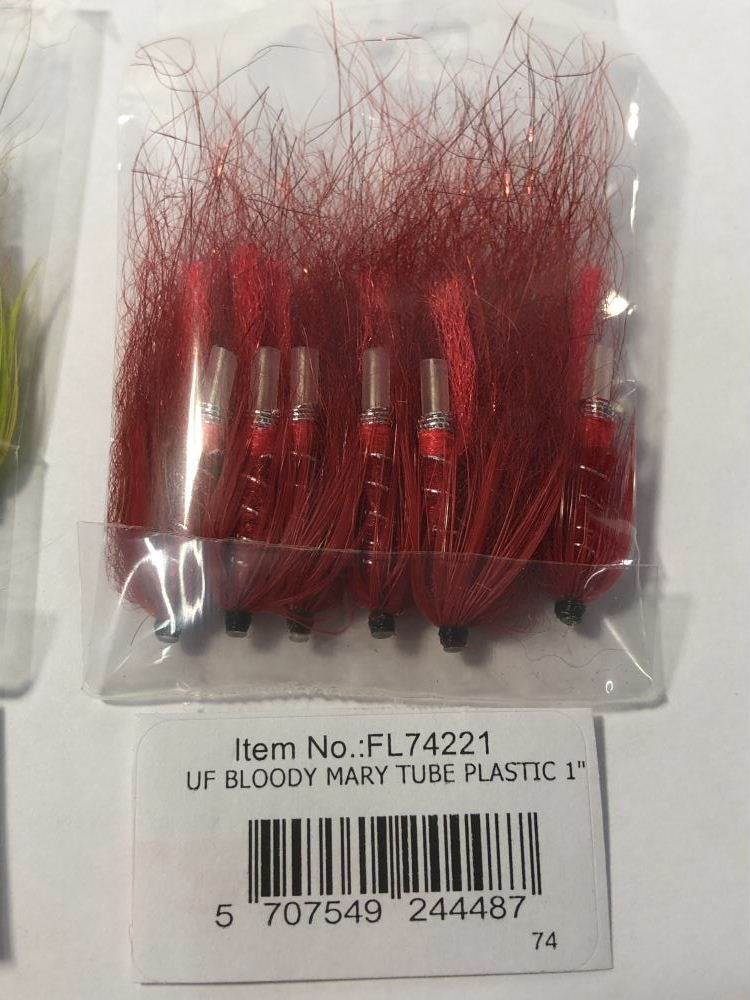 Item No.:FL74221
UF BLOODY MARY TUBE PLASTIC 1"
5 707549 244487
74